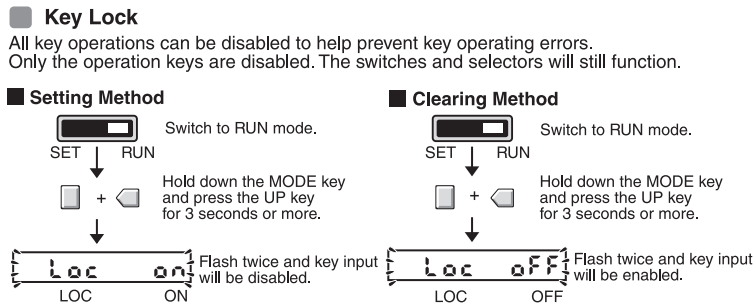 Key Lock
All key operations can be disabled to help prevent key operating errors.
Only the operation keys are disabled. The switches and selectors will still function.
Setting Method
Switch to RUN mode.
SET RUN
+
Hold down the MODE key
and press the UP key
for 3 seconds or more.
Loc on
Flash twice and key input
will be disabled.
LOC ON
Clearing Method
Switch to RUN mode.
SET RUN
+
Hold down the MODE key
and press the UP key
for 3 seconds or more.
Loc oFF
Flash twice and key input
will be enabled.
LOC OFF